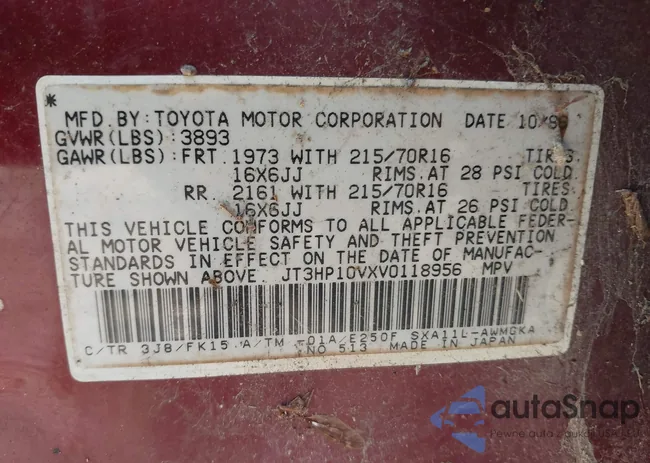 * MFD.BY:TOYOTA MOTOR CORPORATION DATE 10/96
GVWR(LBS):3893
GAWR(LBS):FRT. 1973 WITH 215/70R16 TIRES,
16X6JJ RIMS.AT 28 PSI COLD.
RR. 2161 WITH 215/70R16 TIRES,
16X6JJ RIMS.AT 26 PSI COLD.
THIS VEHICLE CONFORMS TO ALL APPLICABLE FEDER-
AL MOTOR VEHICLE SAFETY AND THEFT PREVENTION
STANDARDS IN EFFECT ON THE DATE OF MANUFAC-
TURE SHOWN ABOVE. JT3HP10VXV0118956 MPV
C/TR 3J8/FK15 A/TM -01A/E250F SXA11L-AWMGKA
NO 513 MADE IN JAPAN
autoSnap